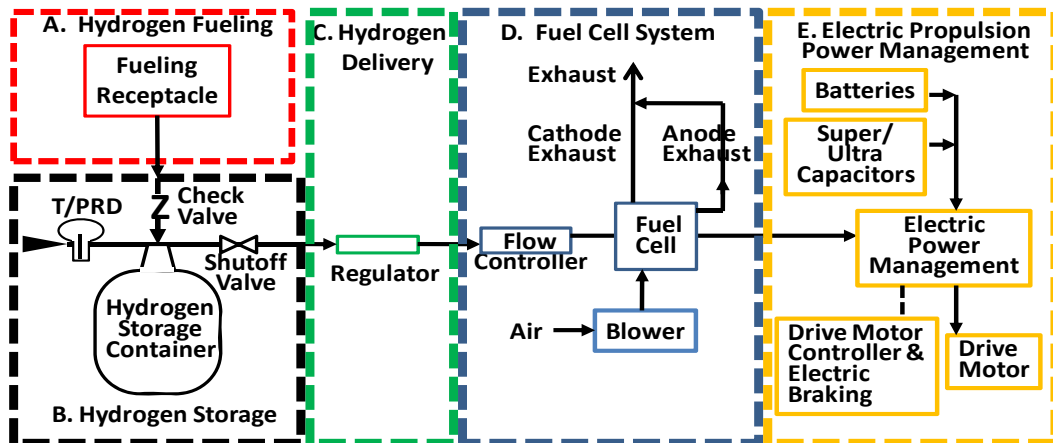 A. Hydrogen Fueling
Fueling
Receptacle
T/PRD
Z
Check
Valve
Shutoff
Valve
Hydrogen
Storage
Container
B. Hydrogen Storage
C. Hydrogen
Delivery
Regulator
D. Fuel Cell System
Exhaust
Cathode
Exhaust
Anode
Exhaust
Flow
Controller
Fuel
Cell
Air
Blower
E. Electric Propulsion
Power Management
Batteries
Super/
Ultra
Capacitors
Electric
Power
Management
Drive Motor
Controller &
Electric
Braking
Drive
Motor